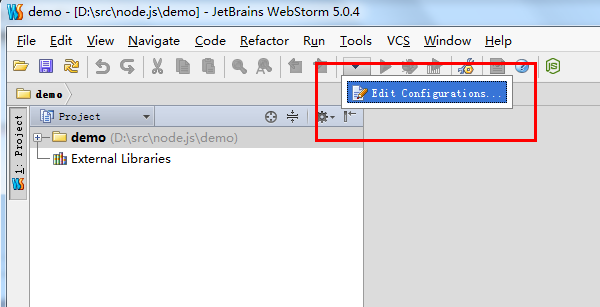 demo - [D:\src\node.js\demo] - JetBrains WebStorm 5.0.4
File Edit View Navigate Code Refactor Run Tools VCS Window Help
Edit Configurations...
demo
1: Project
Project
demo (D:\src\node.js\demo)
External Libraries